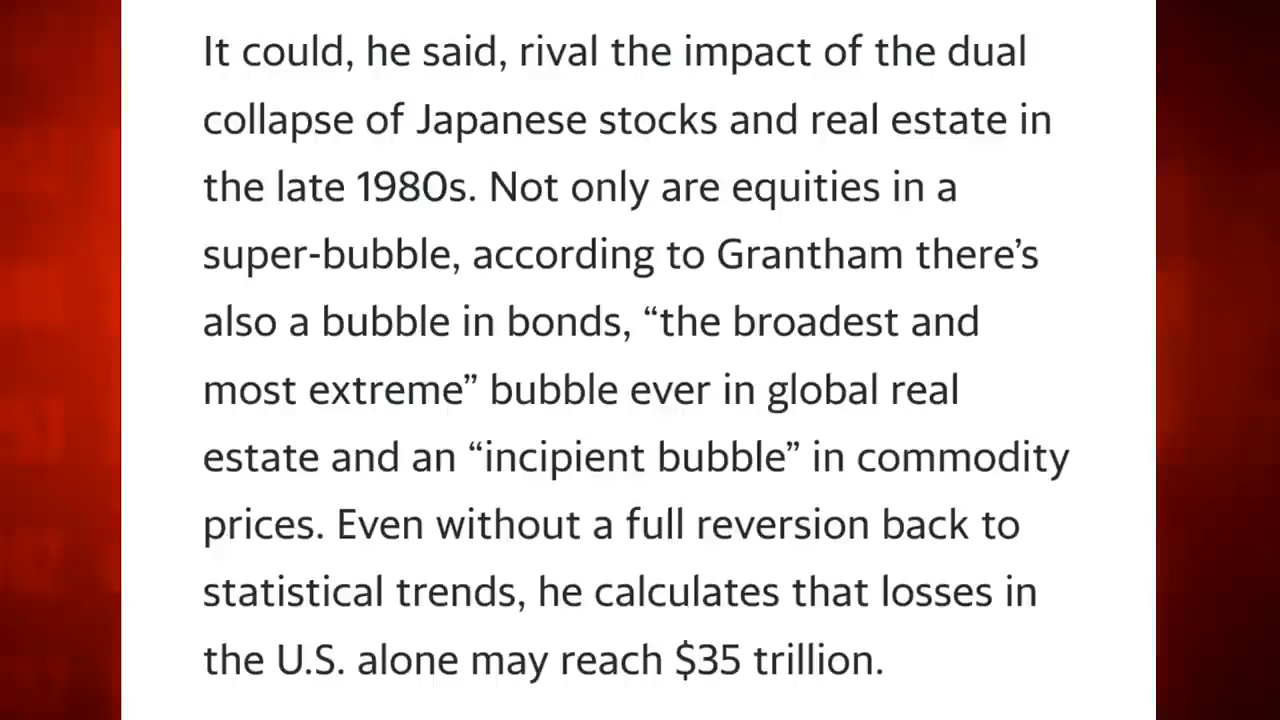 It could, he said, rival the impact of the dual
collapse of Japanese stocks and real estate in
the late 1980s. Not only are equities in a
super-bubble, according to Grantham there’s
also a bubble in bonds, “the broadest and
most extreme” bubble ever in global real
estate and an “incipient bubble” in commodity
prices. Even without a full reversion back to
statistical trends, he calculates that losses in
the U.S. alone may reach $35 trillion.